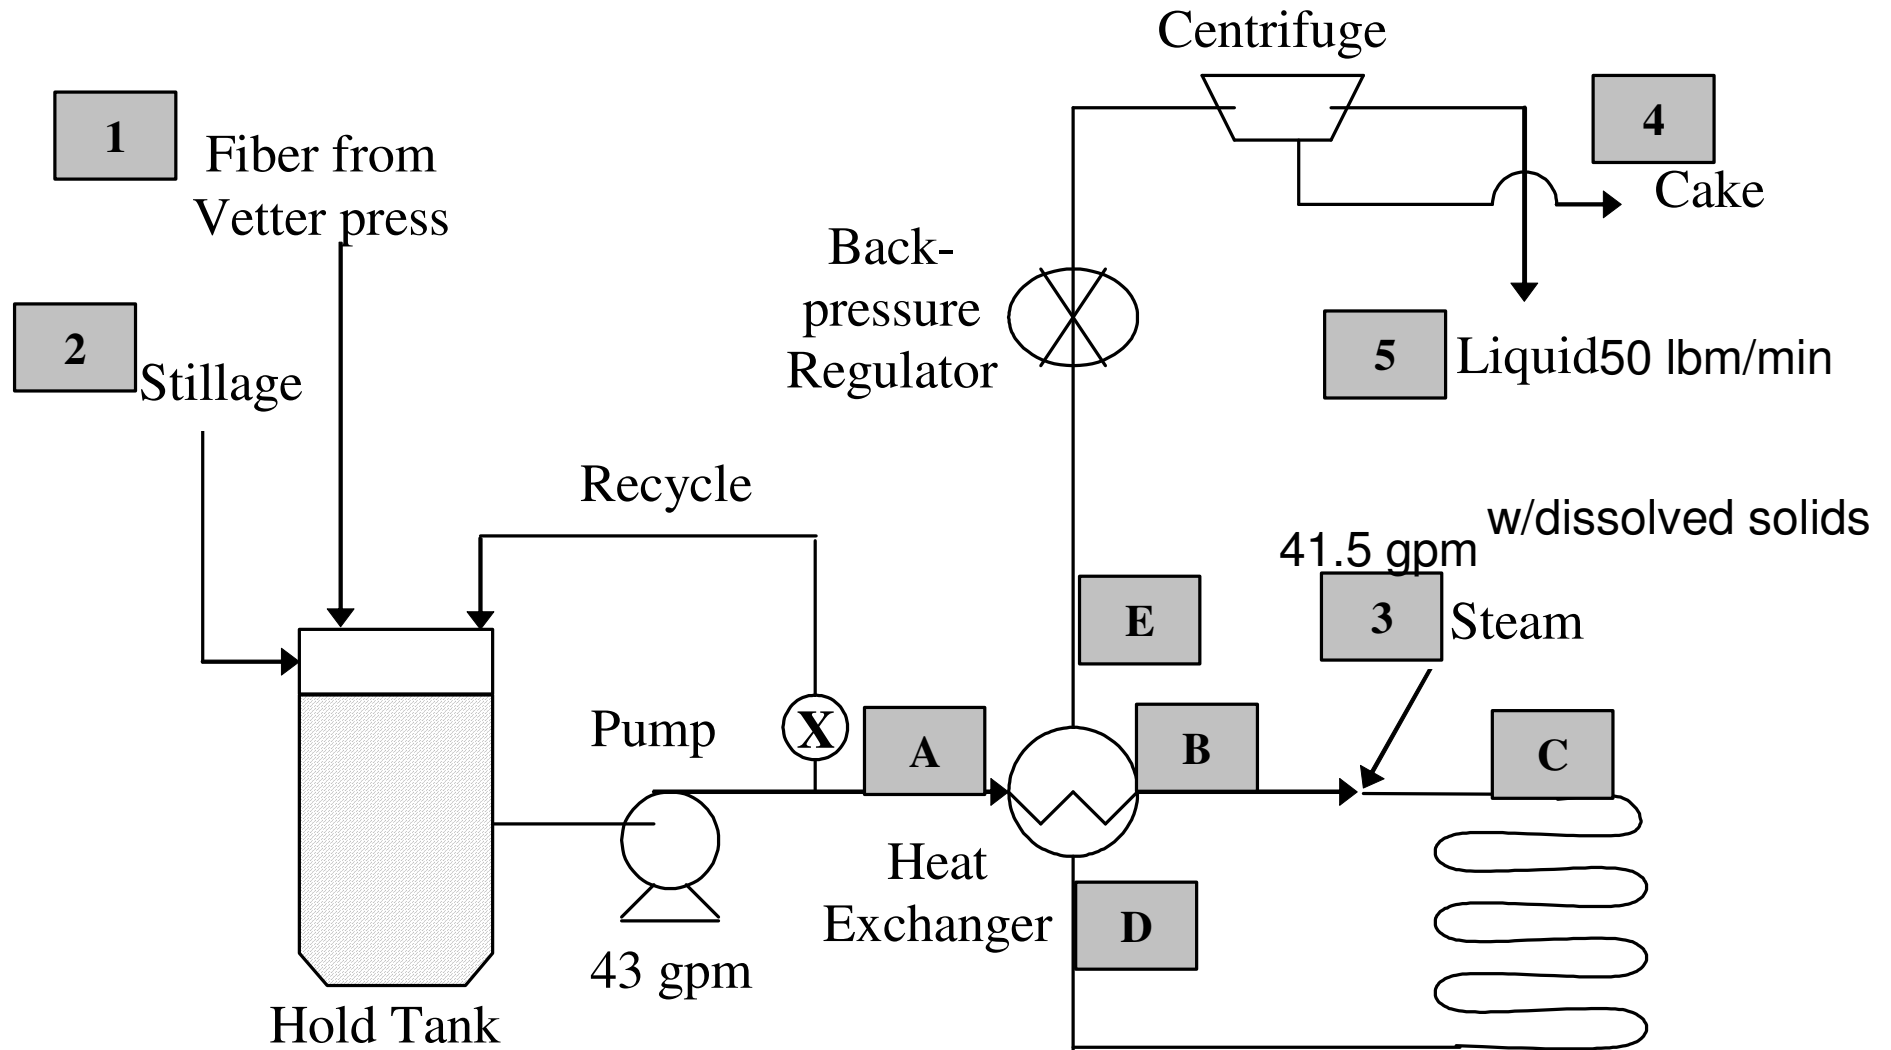 Centrifuge
1
Fiber from
Vetter press
4
Cake
Back-
pressure
Regulator
2
Stillage
5
Liquid50 lbm/min
Recycle
w/dissolved solids
41.5 gpm
E
3
Steam
Pump
X
A
B
C
Heat
Exchanger
D
43 gpm
Hold Tank